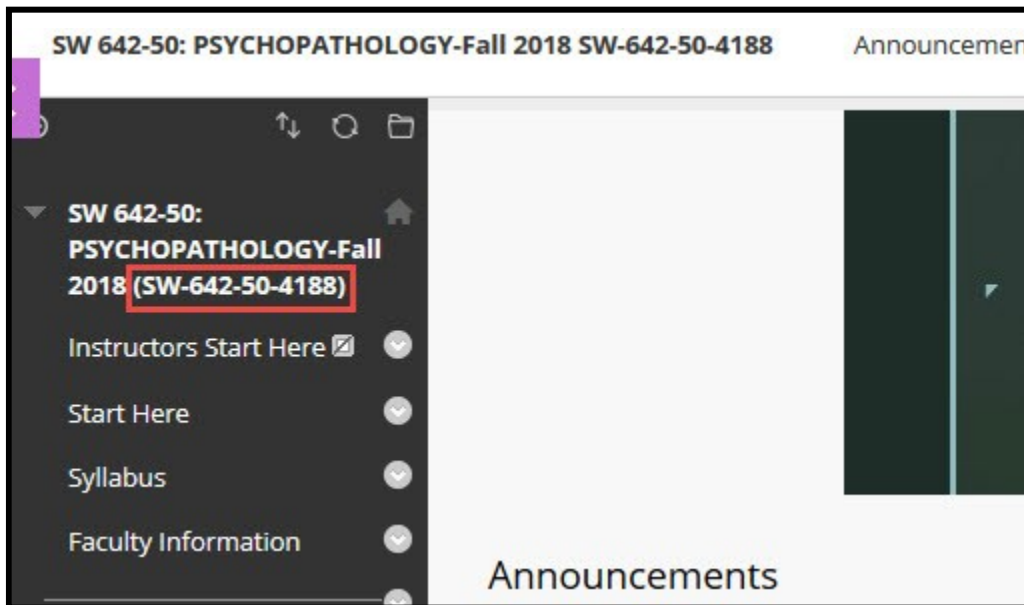 SW 642-50: PSYCHOPATHOLOGY-Fall 2018 SW-642-50-4188 Announcemen
SW 642-50:
PSYCHOPATHOLOGY-Fall
2018 (SW-642-50-4188)
Instructors Start Here
Start Here
Syllabus
Faculty Information
Announcements